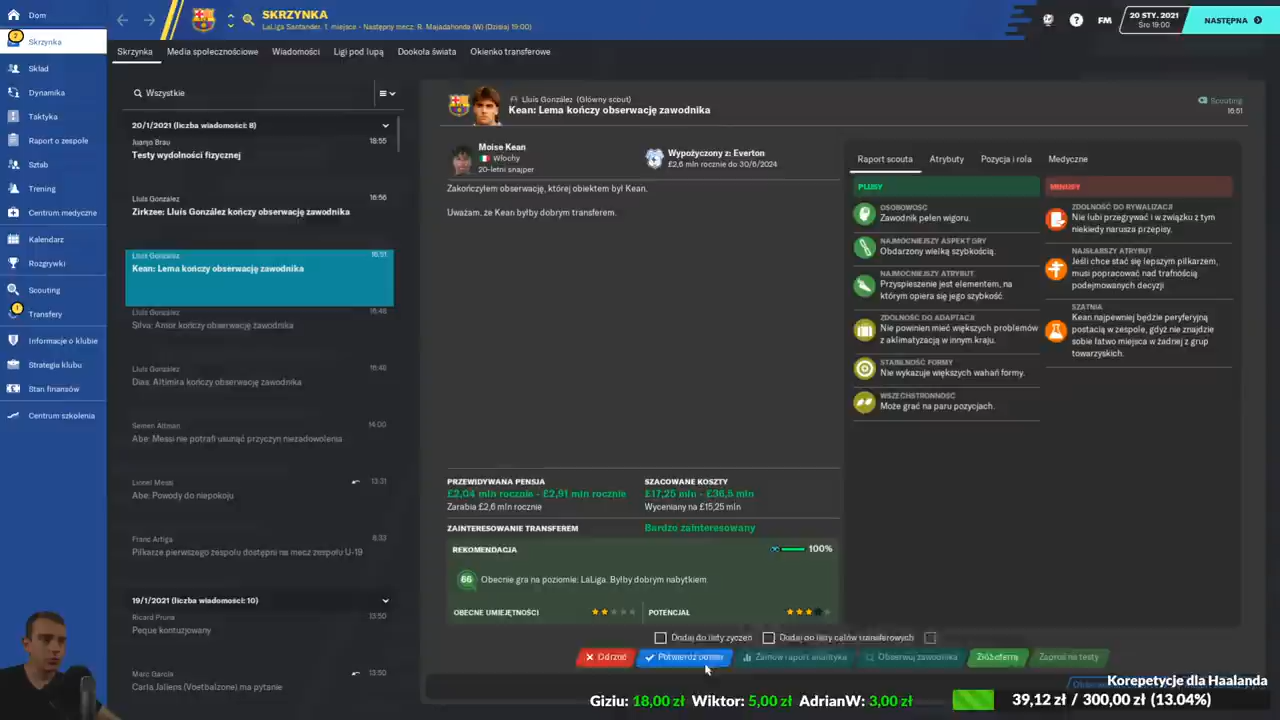 Dom
SKRZYNKA
LaLiga Santander, 1. miejsce - Następny mecz, R. Majadahonda (W) (Dzisiaj 19:00)
FM
20 STY. 2021
Śro 19:00
NASTĘPNA
7
Skrzynka
Skład
Dynamika
Taktyka
Raport o zespole
Sztab
Trening
Centrum medyczne
Kalendarz
Rozgrywki
Scouting
1
Transfery
Informacje o klubie
Strategia klubu
Stan finansów
Centrum szkolenia
Skrzynka
Media społecznościowe
Wiadomości
Ligi pod lupą
Dookoła świata
Okienko transferowe
Wszystkie
20/1/2021 (liczba wiadomości: 8)
Juanjo Brau
18:55
Testy wydolności fizycznej
Lluís González
16:56
Zirkzee: Lluís González kończy obserwację zawodnika
Lluís González
16:51
Kean: Lema kończy obserwację zawodnika
Lluís González
16:48
Silva: Amor kończy obserwację zawodnika
Lluís González
16:40
Dias: Altimira kończy obserwację zawodnika
Semen Altman
14:00
Abe: Messi nie potrafi usunąć przyczyn niezadowolenia
Lionel Messi
13:31
Abe: Powody do niepokoju
Franc Artiga
8:33
Piłkarze pierwszego zespołu dostępni na mecz zespołu U-19
19/1/2021 (liczba wiadomości: 10)
Ricard Pruna
13:50
Peque kontuzjowany
Marc García
13:50
Carla Jaliens (Voetbalzone) ma pytanie
Lluís González (Główny scout)
Kean: Lema kończy obserwację zawodnika
Scouting
16:51
Moise Kean
Włochy
20-letni snajper
Wypożyczony z: Everton
£2,6 mln rocznie do 30/6/2024
Zakończyłem obserwację, której obiektem był Kean.
Uważam, że Kean byłby dobrym transferem.
PRZEWIDYWANA PENSJA
£2,04 mln rocznie - £2,91 mln rocznie
Zarabia £2,6 mln rocznie
SZACOWANE KOSZTY
£17,25 mln - £36,5 mln
Wyceniany na £15,25 mln
ZAINTERESOWANIE TRANSFEREM
Bardzo zainteresowany
REKOMENDACJA
100%
66
Obecnie gra na poziomie: LaLiga. Byłby dobrym nabytkiem
OBECNE UMIEJĘTNOŚCI
POTENCJAŁ
Raport scouta
Atrybuty
Pozycja i rola
Medyczne
PLUSY
OSOBOWOŚĆ
Zawodnik pełen wigoru.
NAJMOCNIEJSZY ASPEKT GRY
Obdarzony wielką szybkością.
NAJMOCNIEJSZY ATRYBUT
Przyspieszenie jest elementem, na
którym opiera się jego szybkość.
ZDOLNOŚĆ DO ADAPTACJI
Nie powinien mieć większych problemów
z aklimatyzacją w innym kraju.
STABILNOŚĆ FORMY
Nie wykazuje większych wahań formy.
WSZECHSTRONNOŚĆ
Może grać na paru pozycjach.
MINUSY
ZDOLNOŚĆ DO RYWALIZACJI
Nie lubi przegrywać i w związku z tym
niekiedy narusza przepisy.
NAJSŁABSZY ATRYBUT
Jeśli chce stać się lepszym piłkarzem,
musi popracować nad trafnością
podejmowanych decyzji
SZATNIA
Kean najpewniej będzie peryferyjną
postacią w zespole, gdyż nie znajdzie
sobie łatwo miejsca w żadnej z grup
towarzyskich.
Dodaj do listy życzeń
Dodaj do listy celów transferowych
Odrzuć
Potwierdź odbiór
Zamów raport analityka
Obserwuj zawodnika
Złóż ofertę
Zaproś na testy
Korepetycje dla Haalanda
Giziu: 18,00 zł Wiktor: 5,00 zł AdrianW: 3,00 zł
39,12 zł / 300,00 zł (13.04%)